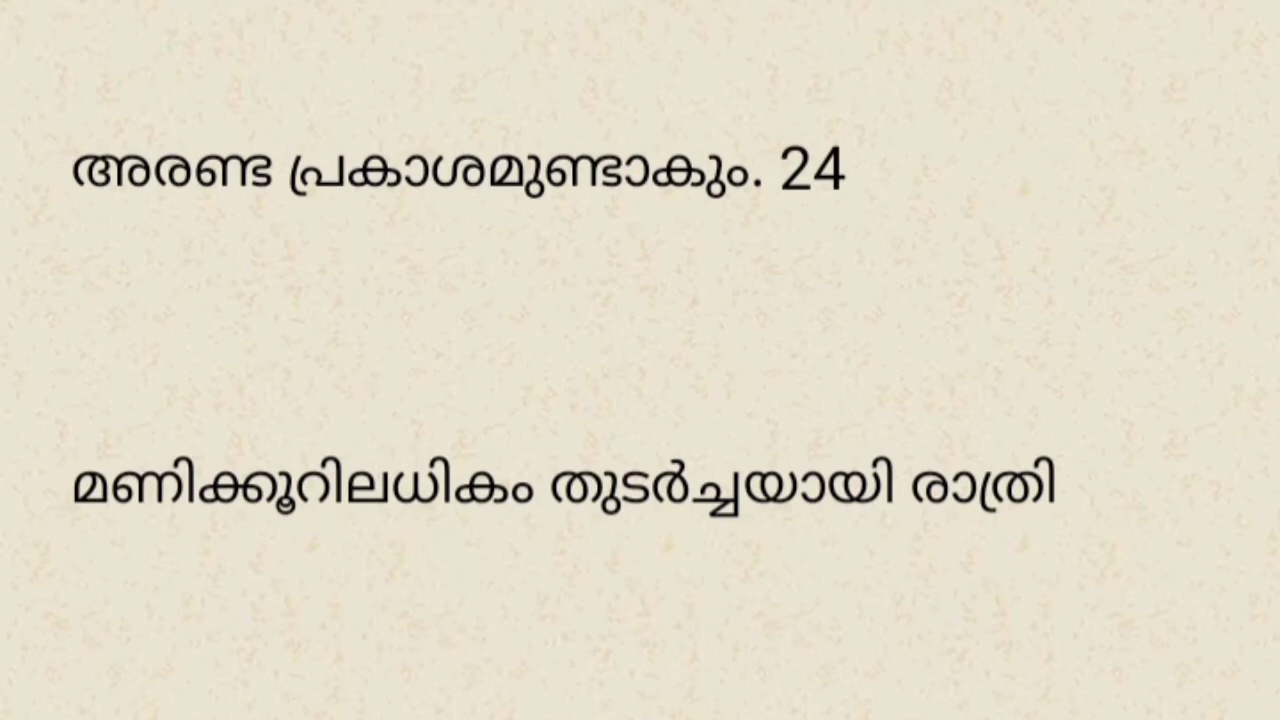 അരണ്ട പ്രകാശമുണ്ടാകും. 24
മണിക്കൂറിലധികം തുടർച്ചയായി രാത്രി